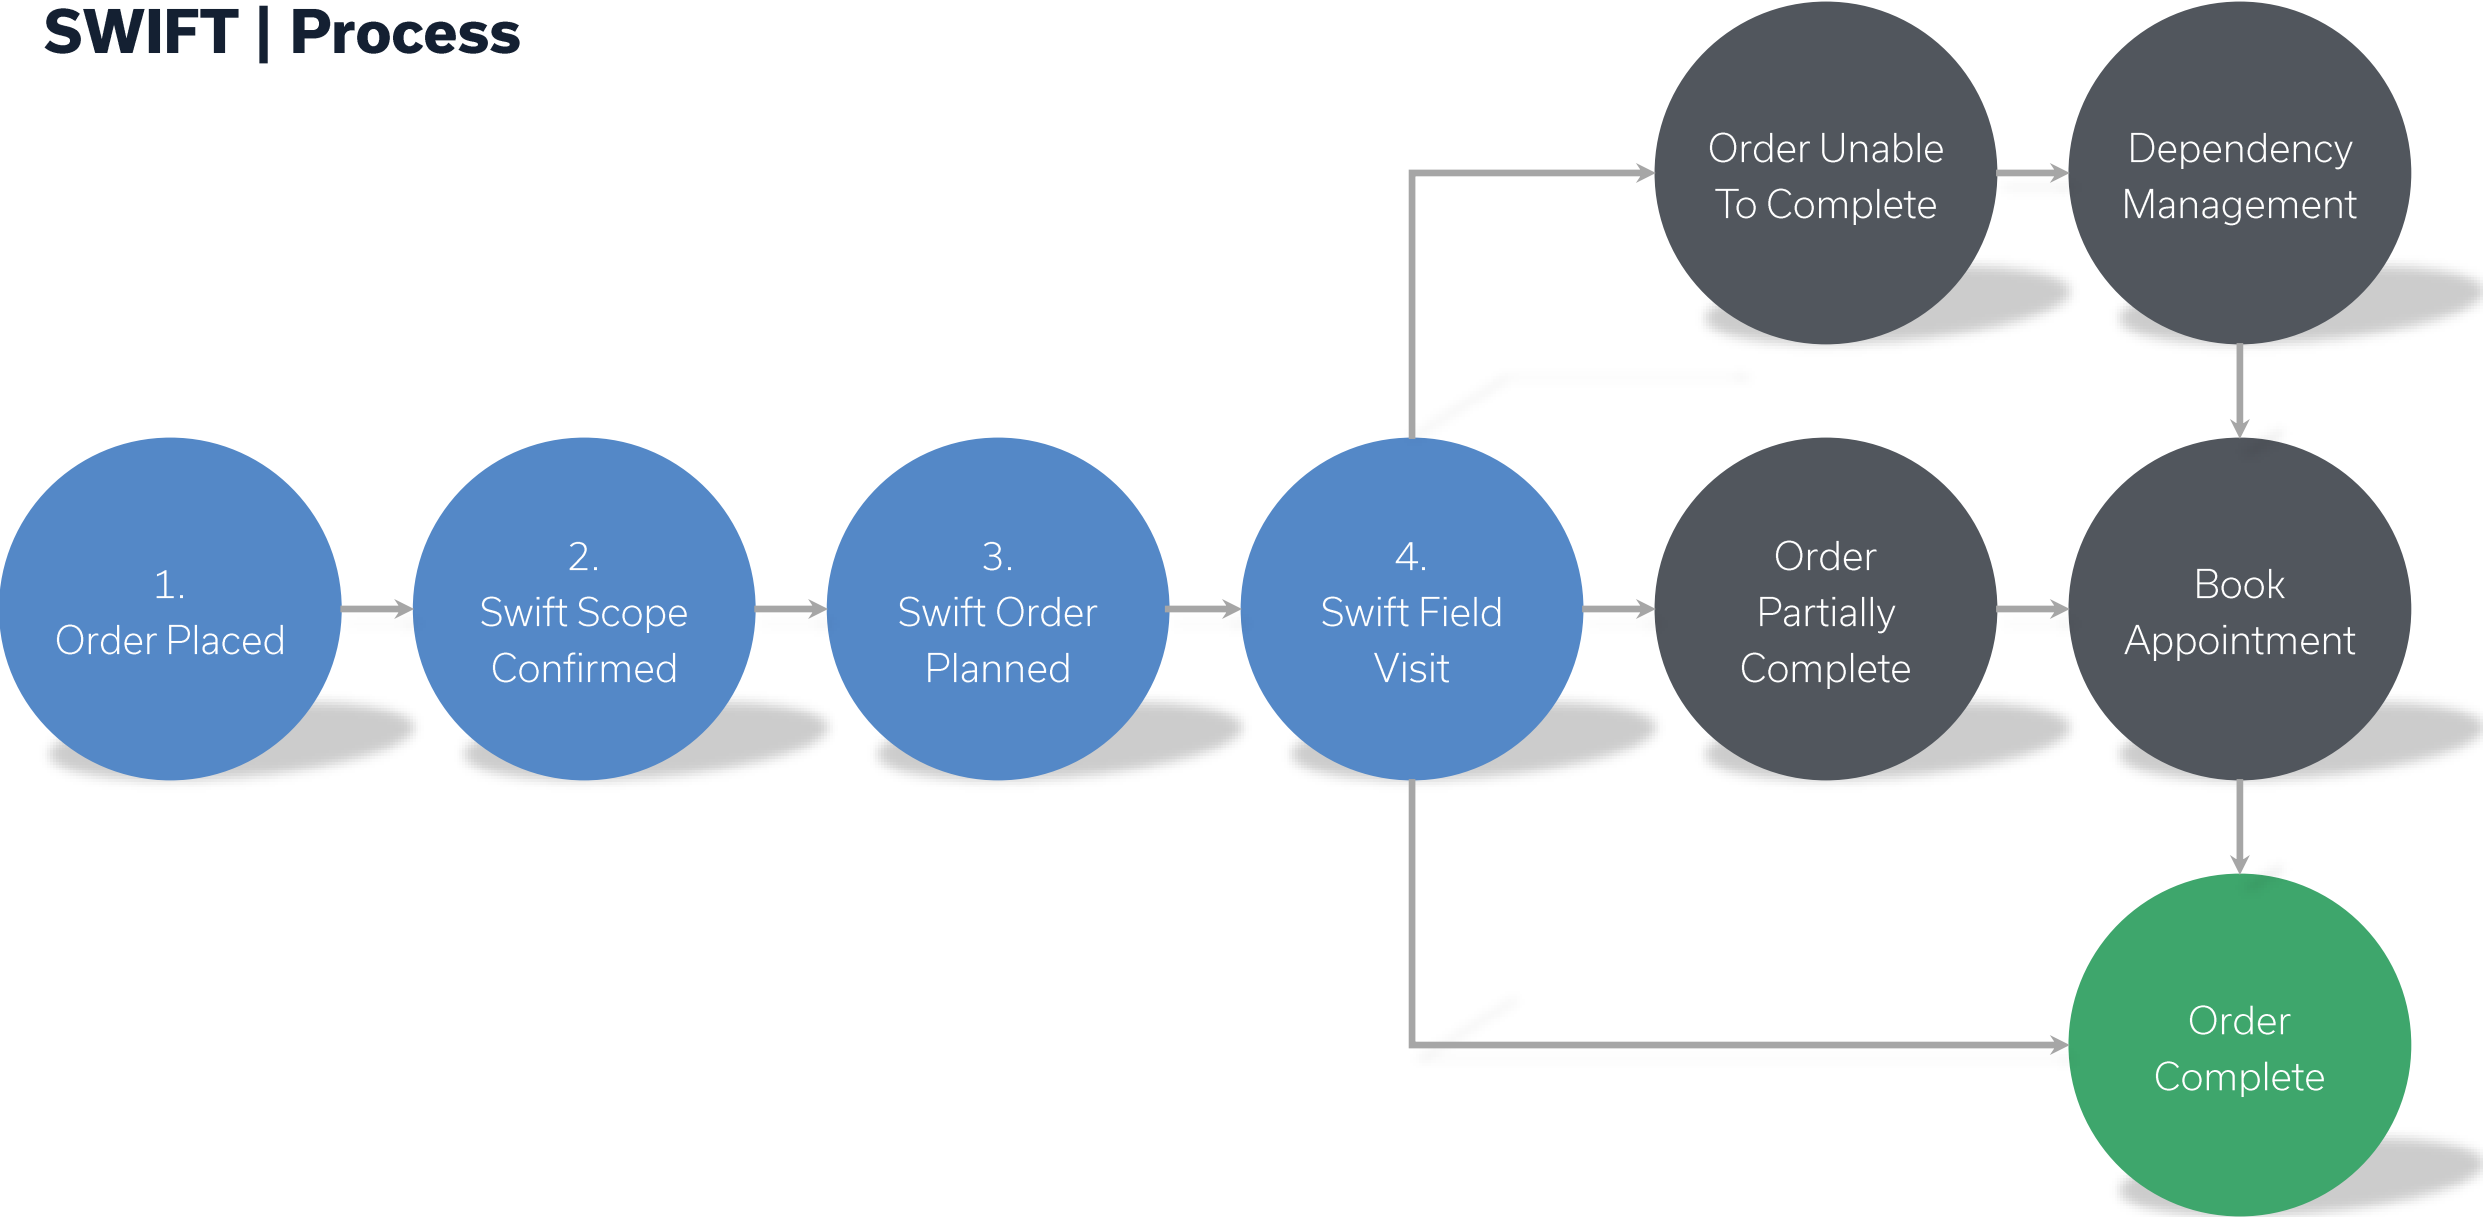 SWIFT | Process
Order Unable
To Complete
Dependency
Management
1.
Order Placed
2.
Swift Scope
Confirmed
3.
Swift Order
Planned
4.
Swift Field
Visit
Order
Partially
Complete
Book
Appointment
Order
Complete